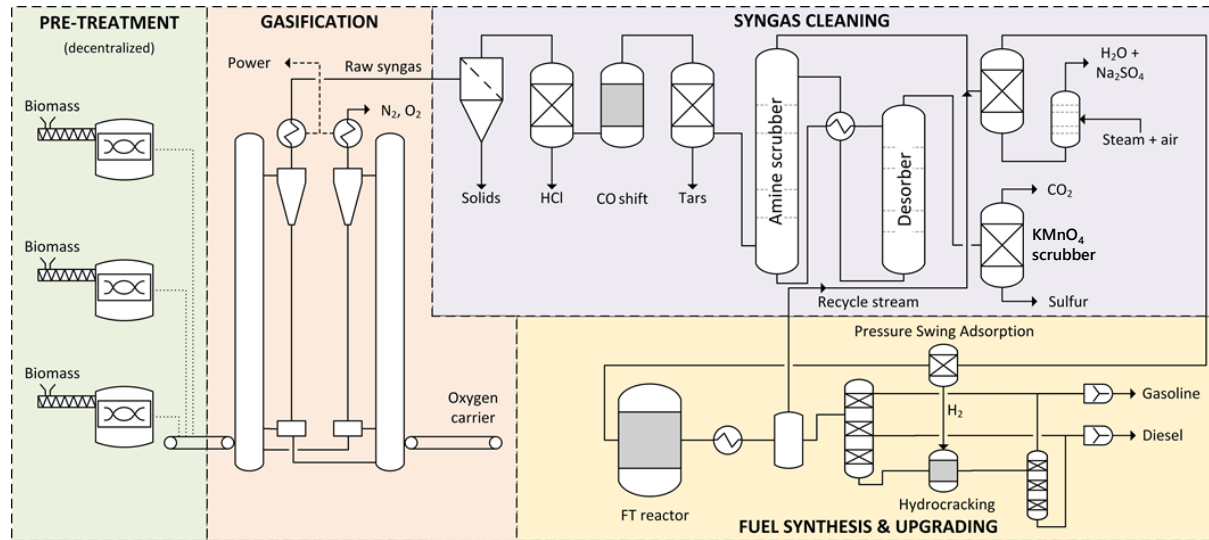 PRE-TREATMENT
(decentralized)
Biomass
Biomass
Biomass
GASIFICATION
Power
Raw syngas
N₂, O₂
Oxygen
carrier
SYNGAS CLEANING
Solids
HCl
CO shift
Tars
Amine scrubber
Desorber
H₂O +
Na₂SO₄
Steam + air
CO₂
KMnO₄
scrubber
Sulfur
Recycle stream
Pressure Swing Adsorption
H₂
Gasoline
Diesel
Hydrocracking
FT reactor
FUEL SYNTHESIS & UPGRADING